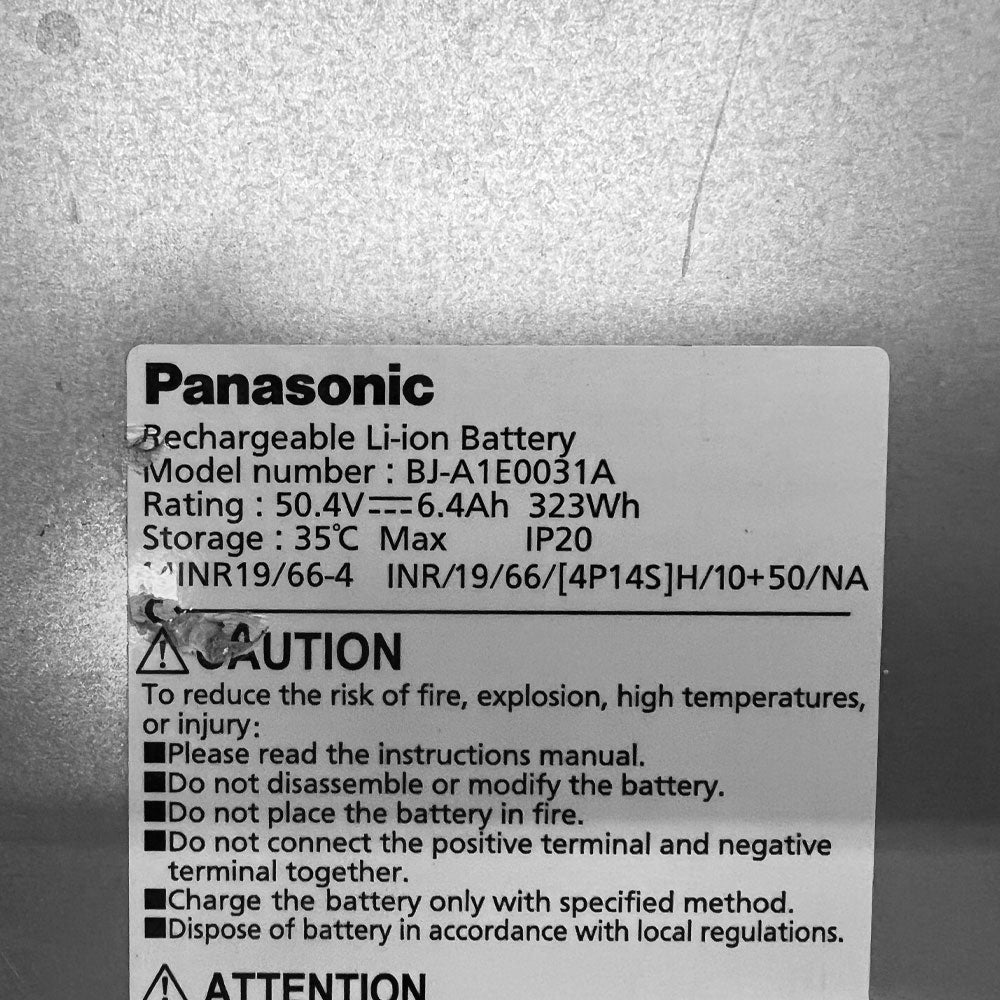 Panasonic
Rechargeable Li-ion Battery
Model number : BJ-A1E0031A
Rating : 50.4V⎓6.4Ah 323Wh
Storage : 35℃ Max IP20
INR19/66-4 INR/19/66/[4P14S]H/10+50/NA
⚠CAUTION
To reduce the risk of fire, explosion, high temperatures,
or injury:
■Please read the instructions manual.
■Do not disassemble or modify the battery.
■Do not place the battery in fire.
■Do not connect the positive terminal and negative
terminal together.
■Charge the battery only with specified method.
■Dispose of battery in accordance with local regulations.
⚠ATTENTION